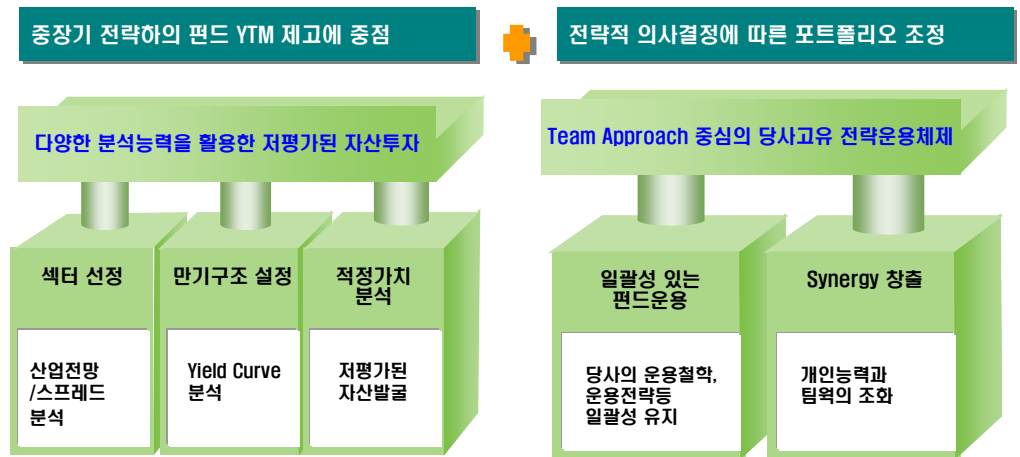 중장기 전략하의 펀드 YTM 제고에 중점
전략적 의사결정에 따른 포트폴리오 조정
다양한 분석능력을 활용한 저평가된 자산투자
Team Approach 중심의 당사고유 전략운용체제
섹터 선정
만기구조 설정
적정가치
분석
일괄성 있는
펀드운용
Synergy 창출
산업전망
/스프레드
분석
Yield Curve
분석
저평가된
자산발굴
당사의 운용철학,
운용전략등
일괄성 유지
개인능력과
팀웍의 조화